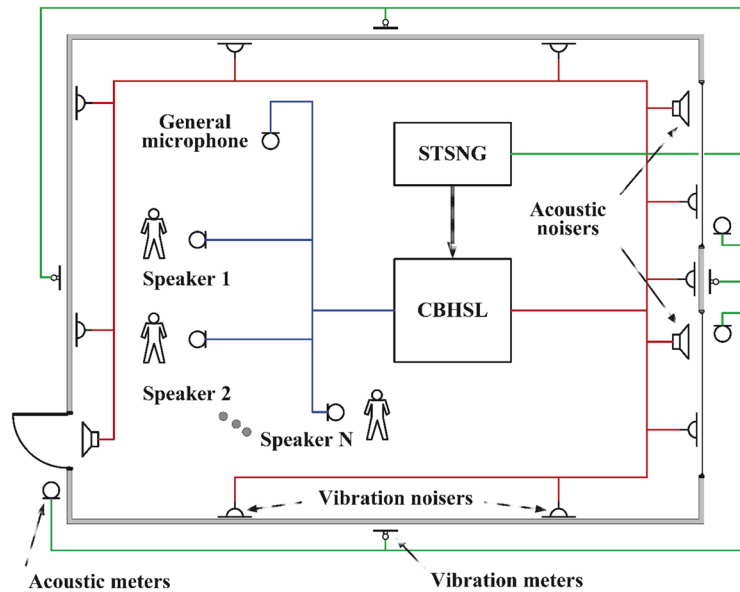 General
microphone
STSNG
Acoustic
noisers
Speaker 1
CBHSL
Speaker 2
Speaker N
Vibration noisers
Acoustic meters
Vibration meters